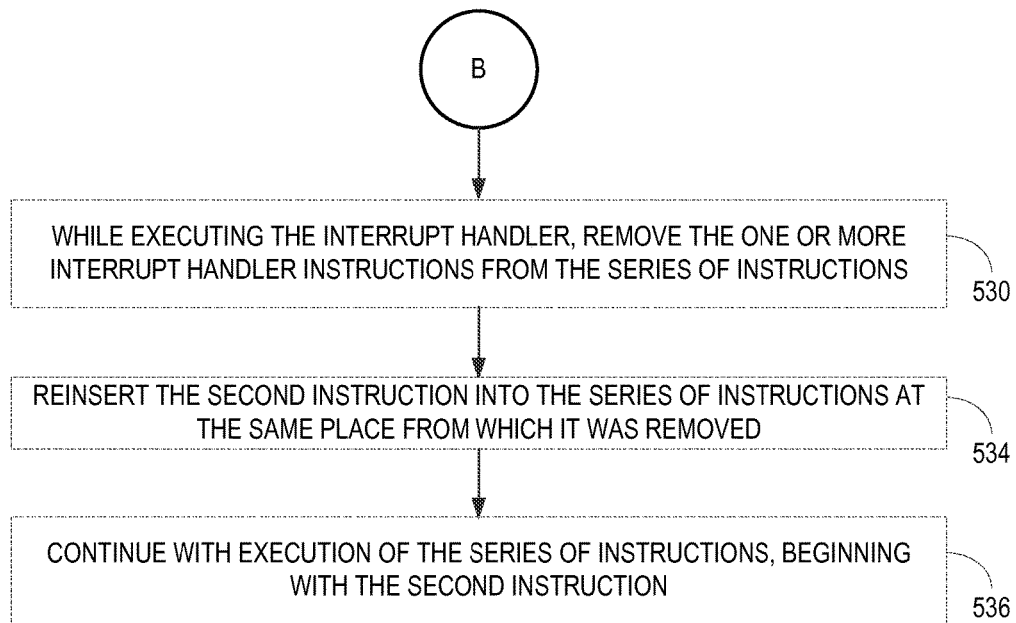 B
WHILE EXECUTING THE INTERRUPT HANDLER, REMOVE THE ONE OR MORE
INTERRUPT HANDLER INSTRUCTIONS FROM THE SERIES OF INSTRUCTIONS
530
REINSERT THE SECOND INSTRUCTION INTO THE SERIES OF INSTRUCTIONS AT
THE SAME PLACE FROM WHICH IT WAS REMOVED
534
CONTINUE WITH EXECUTION OF THE SERIES OF INSTRUCTIONS, BEGINNING
WITH THE SECOND INSTRUCTION
536